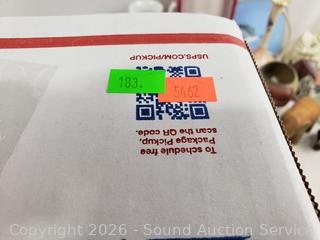 USPS.COM/PICKUP
183.
5462
To schedule free
Package Pickup,
scan the QR code.
Copyright 2026 - Sound Auction Service